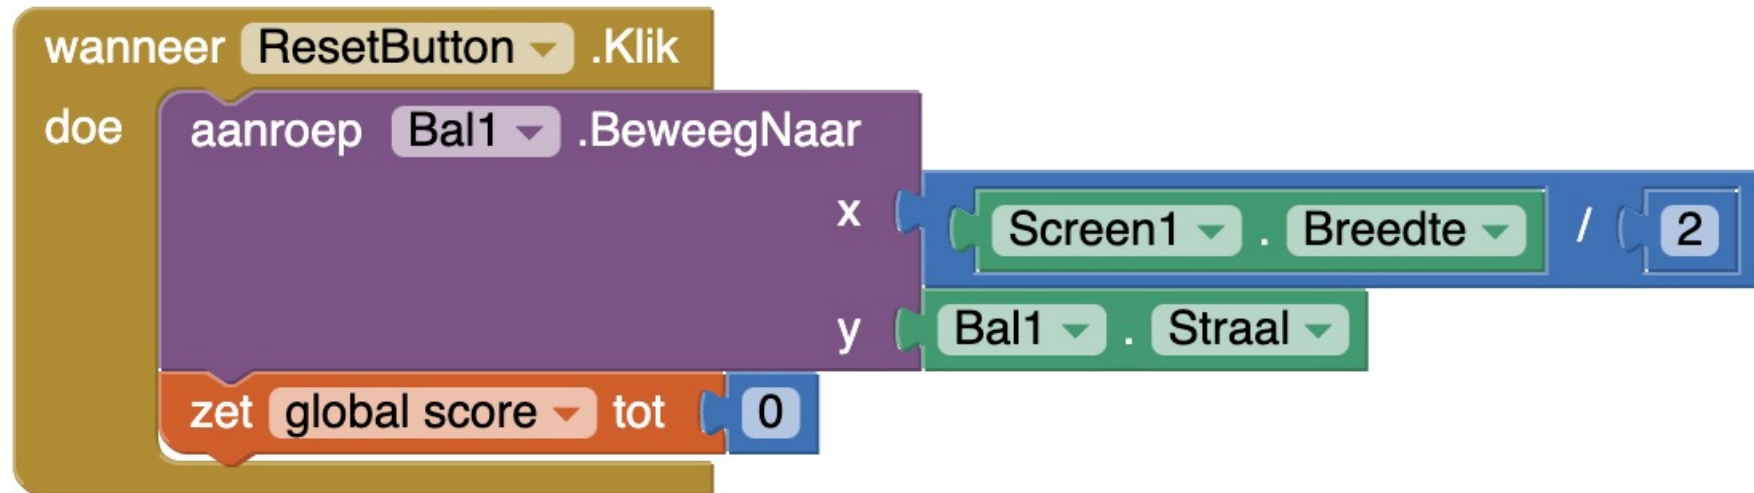 wanneer ResetButton .Klik
doe aanroep Bal1 .BeweegNaar
x Screen1 . Breedte / 2
y Bal1 . Straal
zet global score tot 0